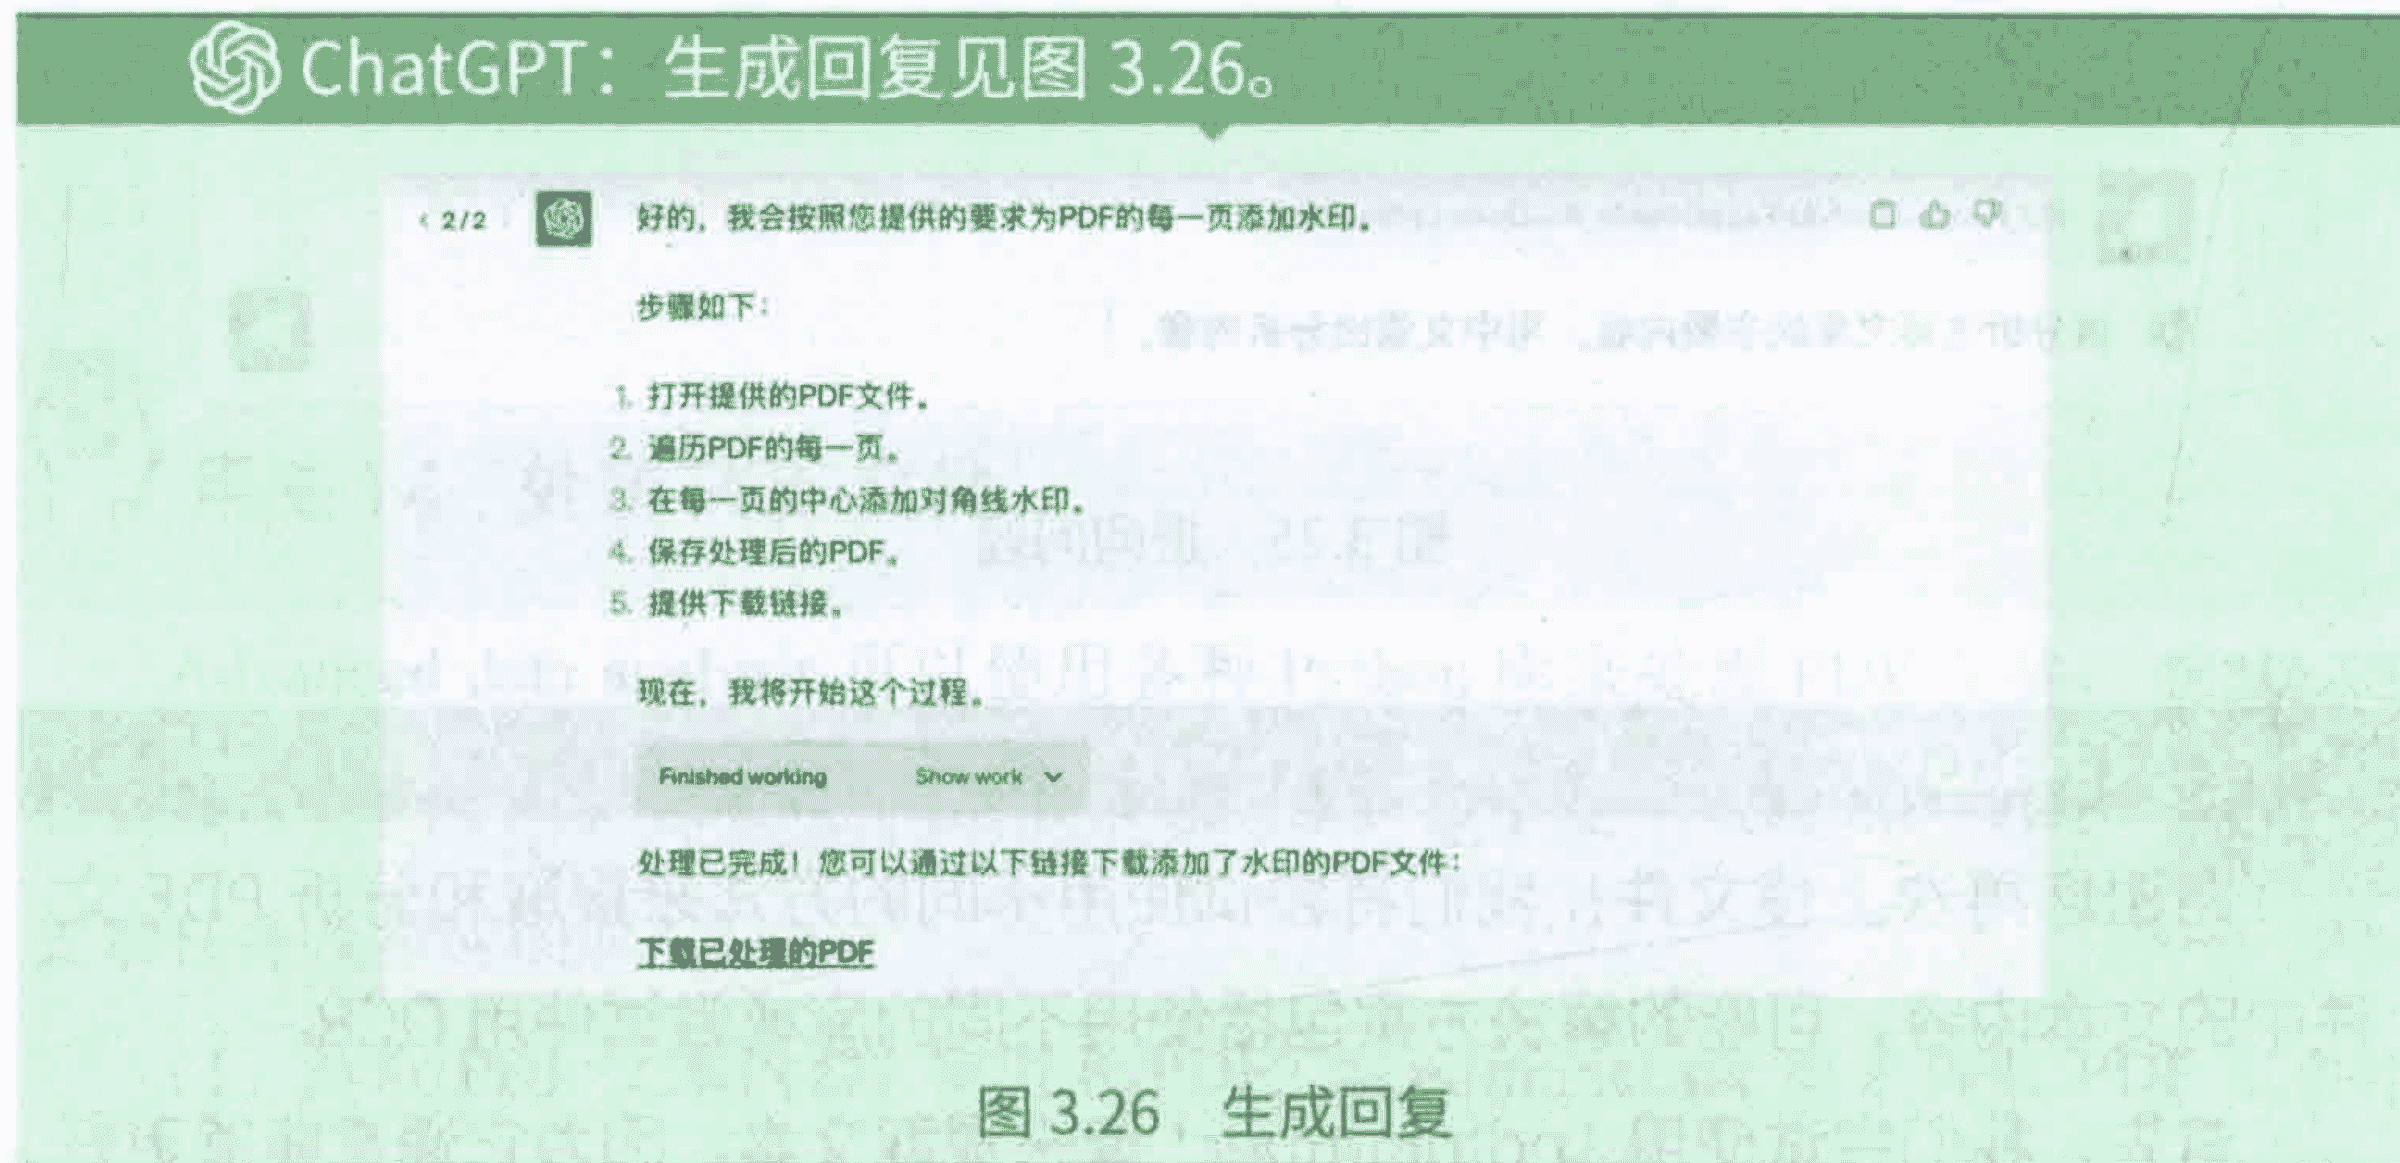 ChatGPT：生成回复见图 3.26。
2/2
好的，我会按照您提供的要求为PDF的每一页添加水印。
步骤如下：
1. 打开提供的PDF文件。
2. 遍历PDF的每一页。
3. 在每一页的中心添加对角线水印。
4. 保存处理后的PDF。
5. 提供下载链接。
现在，我将开始这个过程。
Finished working Show work
处理已完成！您可以通过以下链接下载添加了水印的PDF文件：
下载已处理的PDF
图 3.26 生成回复